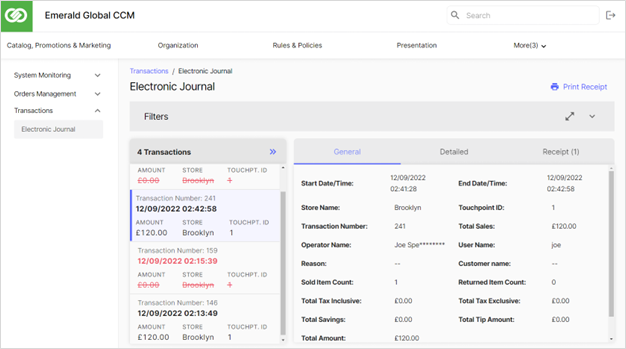 Emerald Global CCM
Search
Catalog, Promotions & Marketing
Organization
Rules & Policies
Presentation
More(3)
System Monitoring
Orders Management
Transactions
Electronic Journal
Transactions / Electronic Journal
Electronic Journal
Print Receipt
Filters
4 Transactions
AMOUNT STORE TOUCHPT. ID
£0.00 Brooklyn 1
Transaction Number: 241
12/09/2022 02:42:58
AMOUNT STORE TOUCHPT. ID
£120.00 Brooklyn 1
Transaction Number: 159
12/09/2022 02:15:39
AMOUNT STORE TOUCHPT. ID
£0.00 Brooklyn 1
Transaction Number: 146
12/09/2022 02:13:49
AMOUNT STORE TOUCHPT. ID
£120.00 Brooklyn 1
General Detailed Receipt (1)
Start Date/Time: 12/09/2022 02:41:28 End Date/Time: 12/09/2022 02:42:58
Store Name: Brooklyn Touchpoint ID: 1
Transaction Number: 241 Total Sales: £120.00
Operator Name: Joe Spe******** User Name: joe
Reason: -- Customer name: --
Sold Item Count: 1 Returned Item Count: 0
Total Tax Inclusive: £0.00 Total Tax Exclusive: £0.00
Total Savings: £0.00 Total Tip Amount: £0.00
Total Amount: £120.00